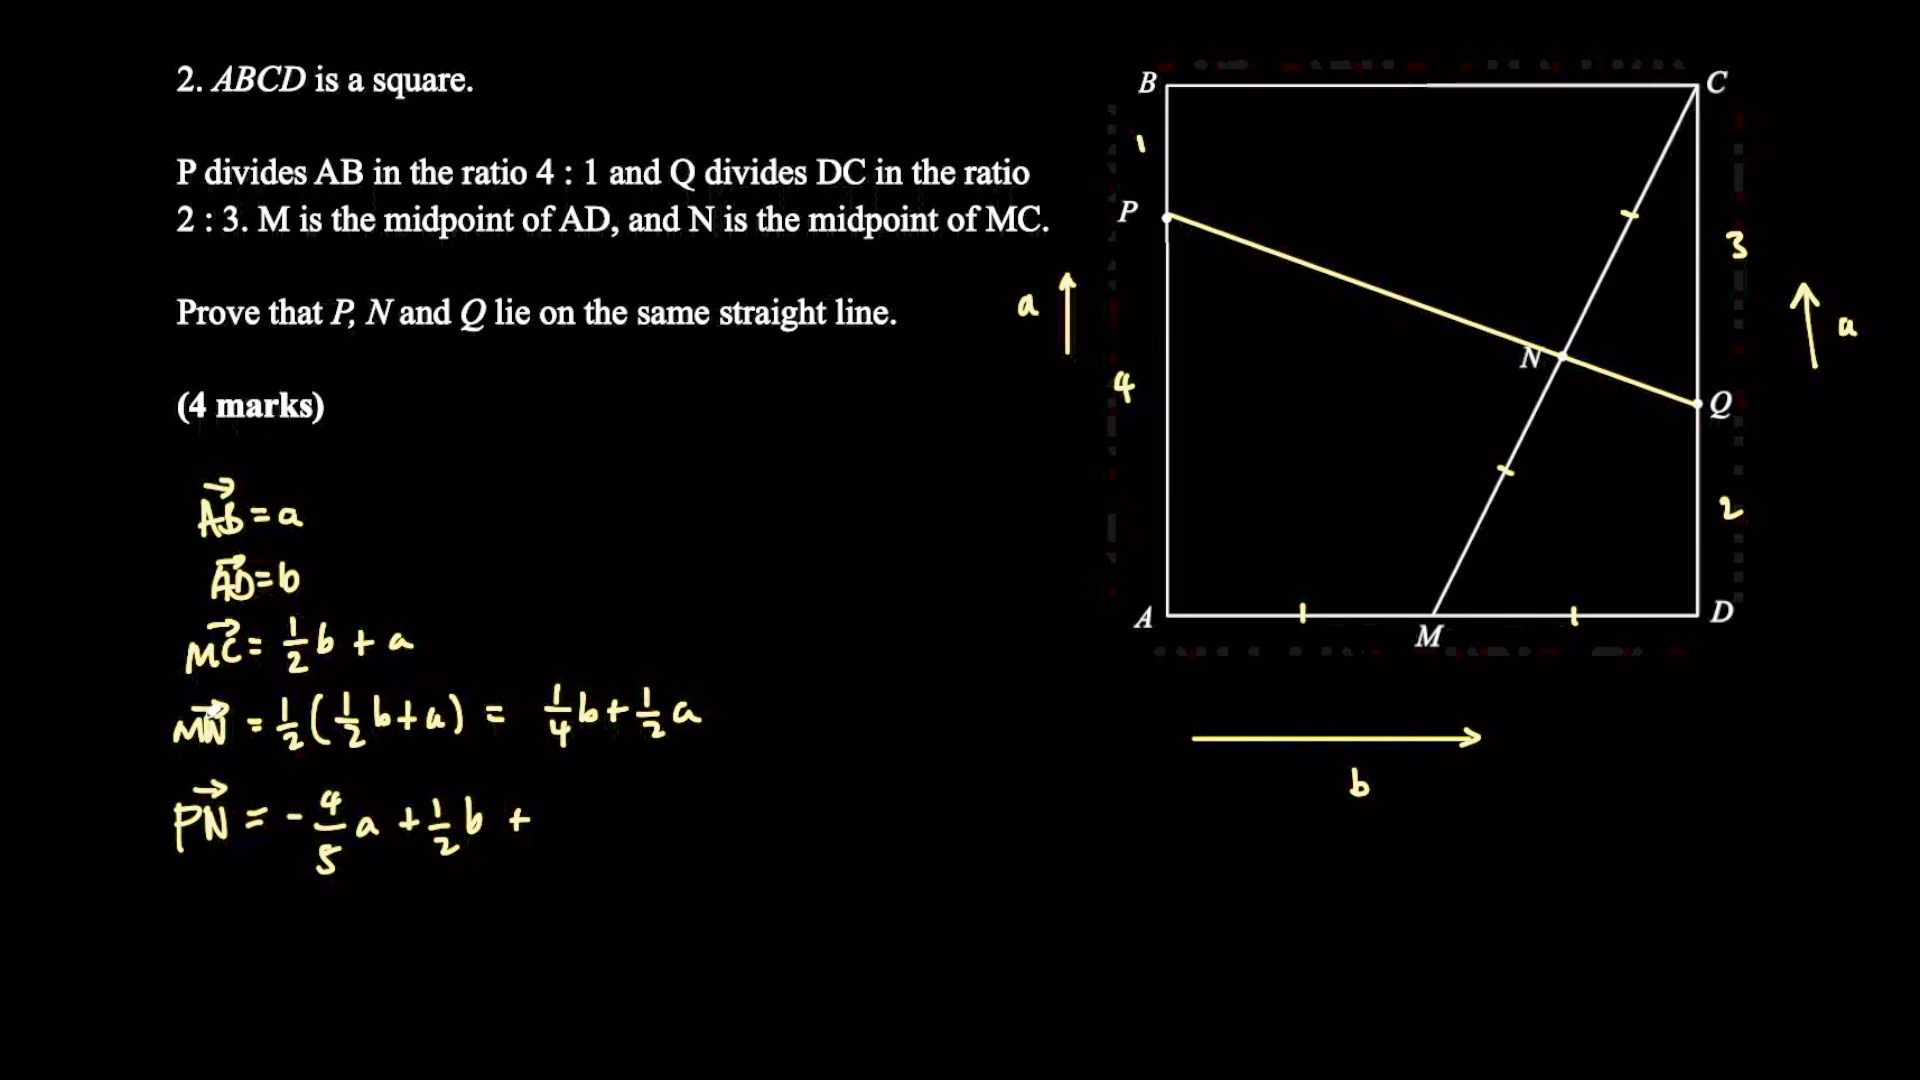 2. ABCD is a square.
P divides AB in the ratio 4 : 1 and Q divides DC in the ratio
2 : 3. M is the midpoint of AD, and N is the midpoint of MC.
Prove that P, N and Q lie on the same straight line.
(4 marks)
→AB = a
→AD = b
→MC = 1/2 b + a
→MN = 1/2 (1/2 b + a) = 1/4 b + 1/2 a
→PN = - 4/5 a + 1/2 b +
B
C
1
P
3
a
a
4
N
Q
2
A
M
D
b